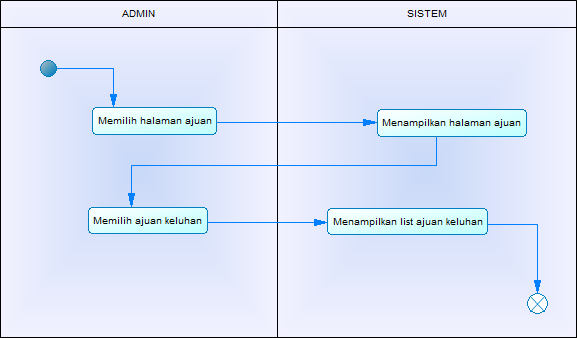 ADMIN
SISTEM
Memilih halaman ajuan
Menampilkan halaman ajuan
Memilih ajuan keluhan
Menampilkan list ajuan keluhan